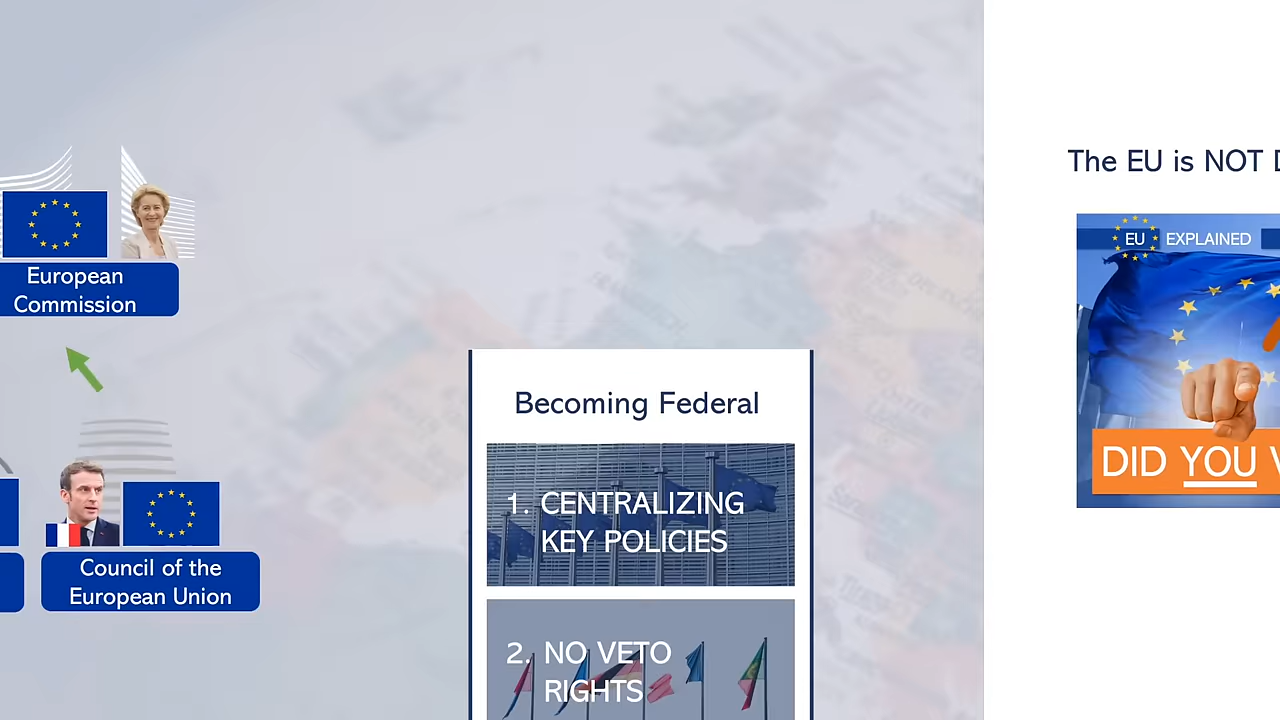 European
Commission
Council of the
European Union
Becoming Federal
1. CENTRALIZING
KEY POLICIES
2. NO VETO
RIGHTS
The EU is NOT
EU EXPLAINED
DID YOU